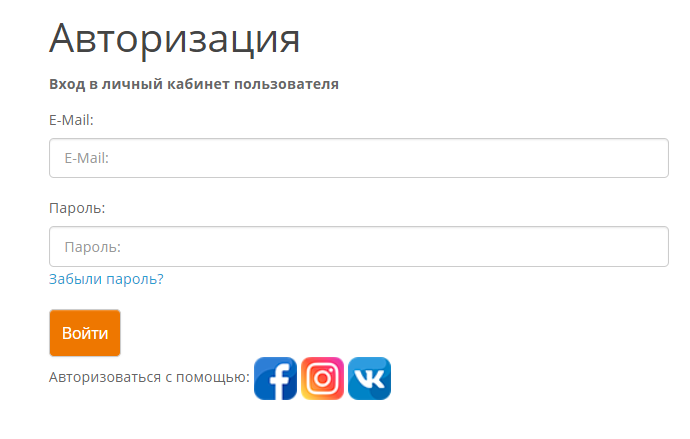 Авторизация
Вход в личный кабинет пользователя
E-Mail:
E-Mail:
Пароль:
Пароль:
Забыли пароль?
Войти
Авторизоваться с помощью: